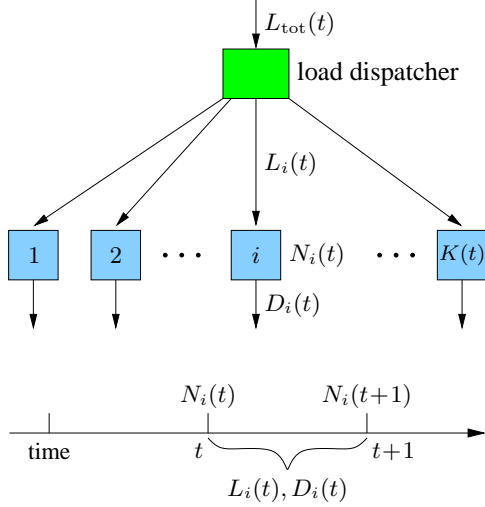 L_tot(t)
load dispatcher
L_i(t)
1 2 ··· i N_i(t) ··· K(t)
D_i(t)
N_i(t) N_i(t+1)
time t t+1
L_i(t), D_i(t)